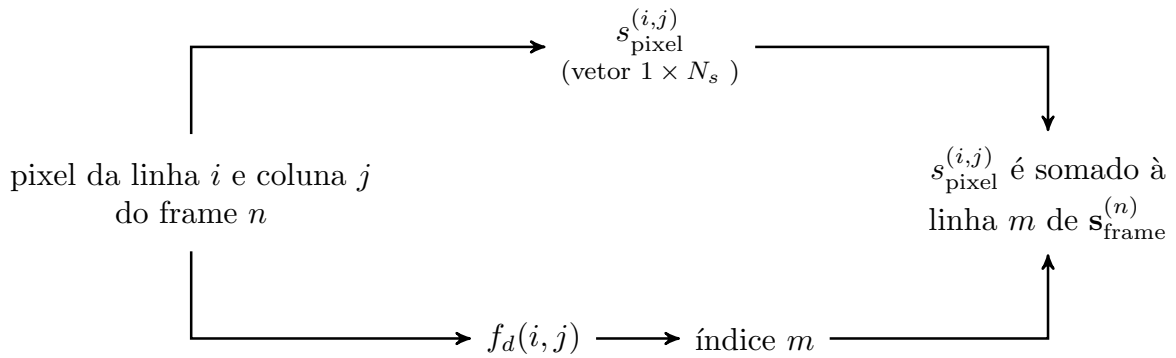 s_pixel^(i,j)
(vetor 1 × N_s )
pixel da linha i e coluna j
do frame n
s_pixel^(i,j) é somado à
linha m de s_frame^(n)
f_d(i, j)
índice m